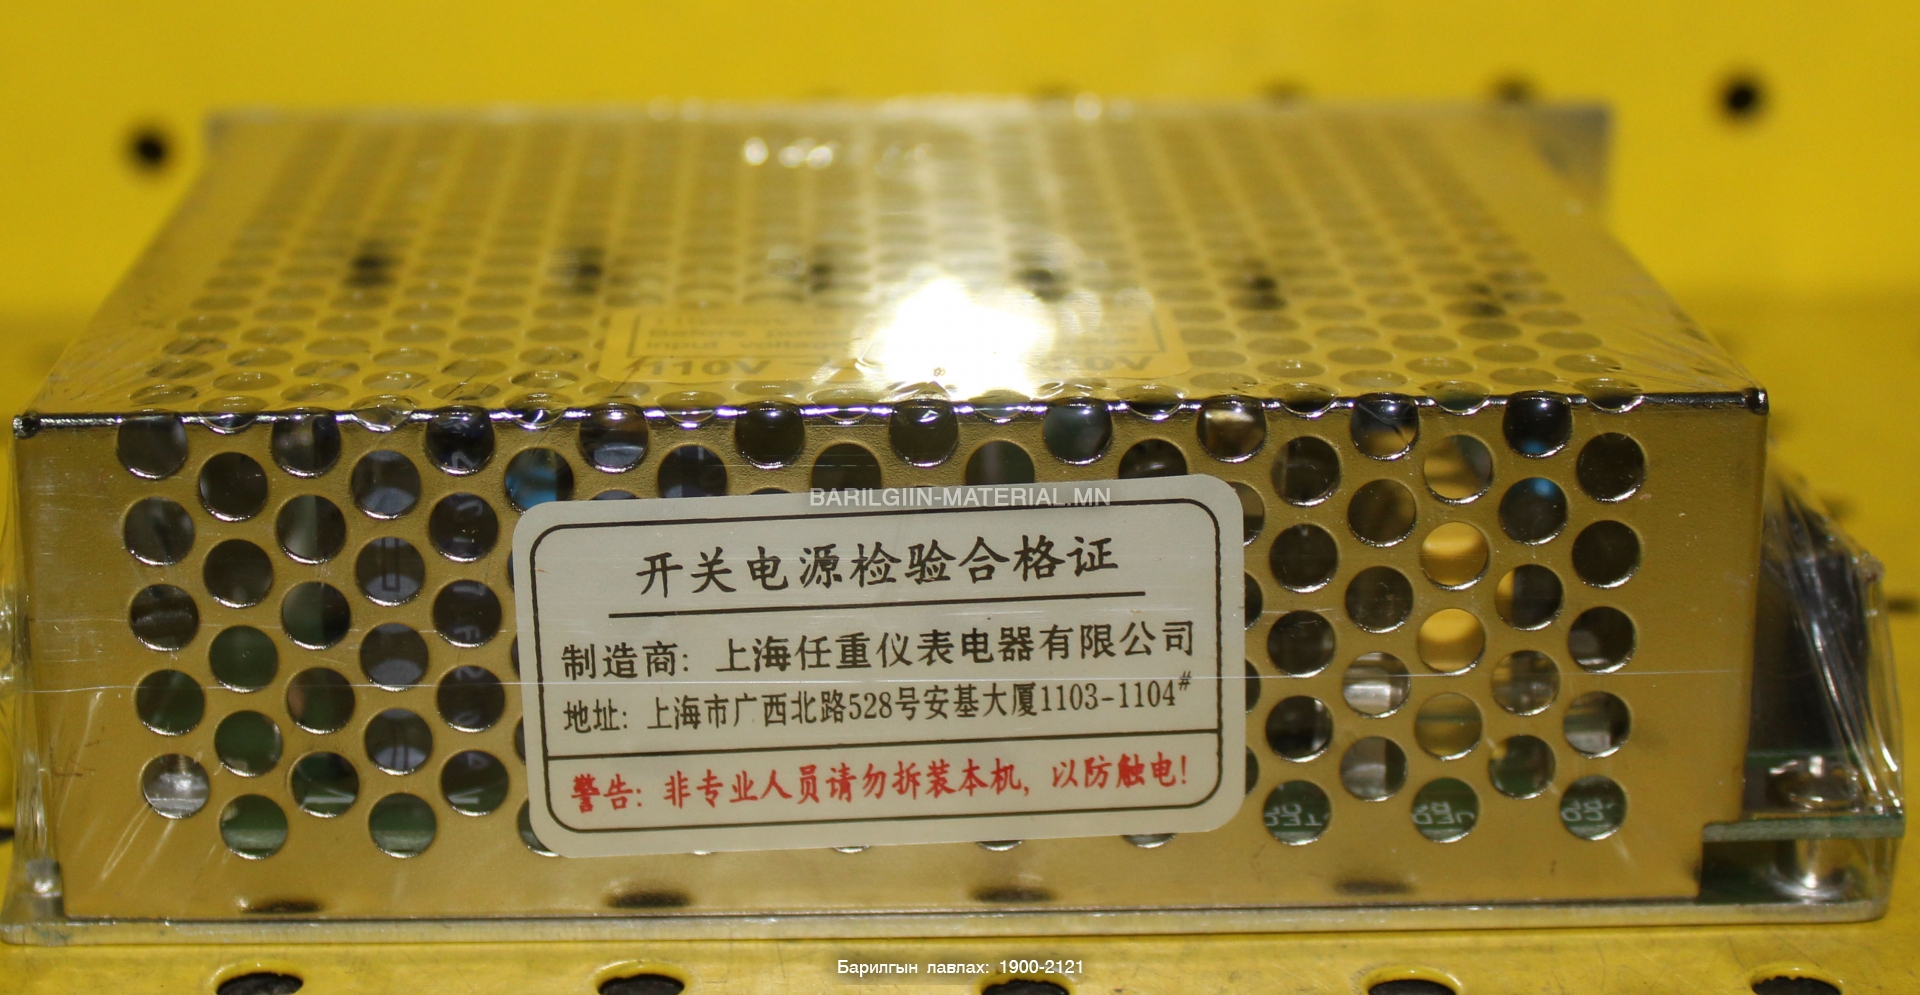 110V
BARILGIIN-MATERIAL.MN
开关电源检验合格证
制造商: 上海任重仪表电器有限公司
地址: 上海市广西北路528号安基大厦1103-1104#
警告: 非专业人员请勿拆装本机, 以防触电!
Барилгын лавлах: 1900-2121